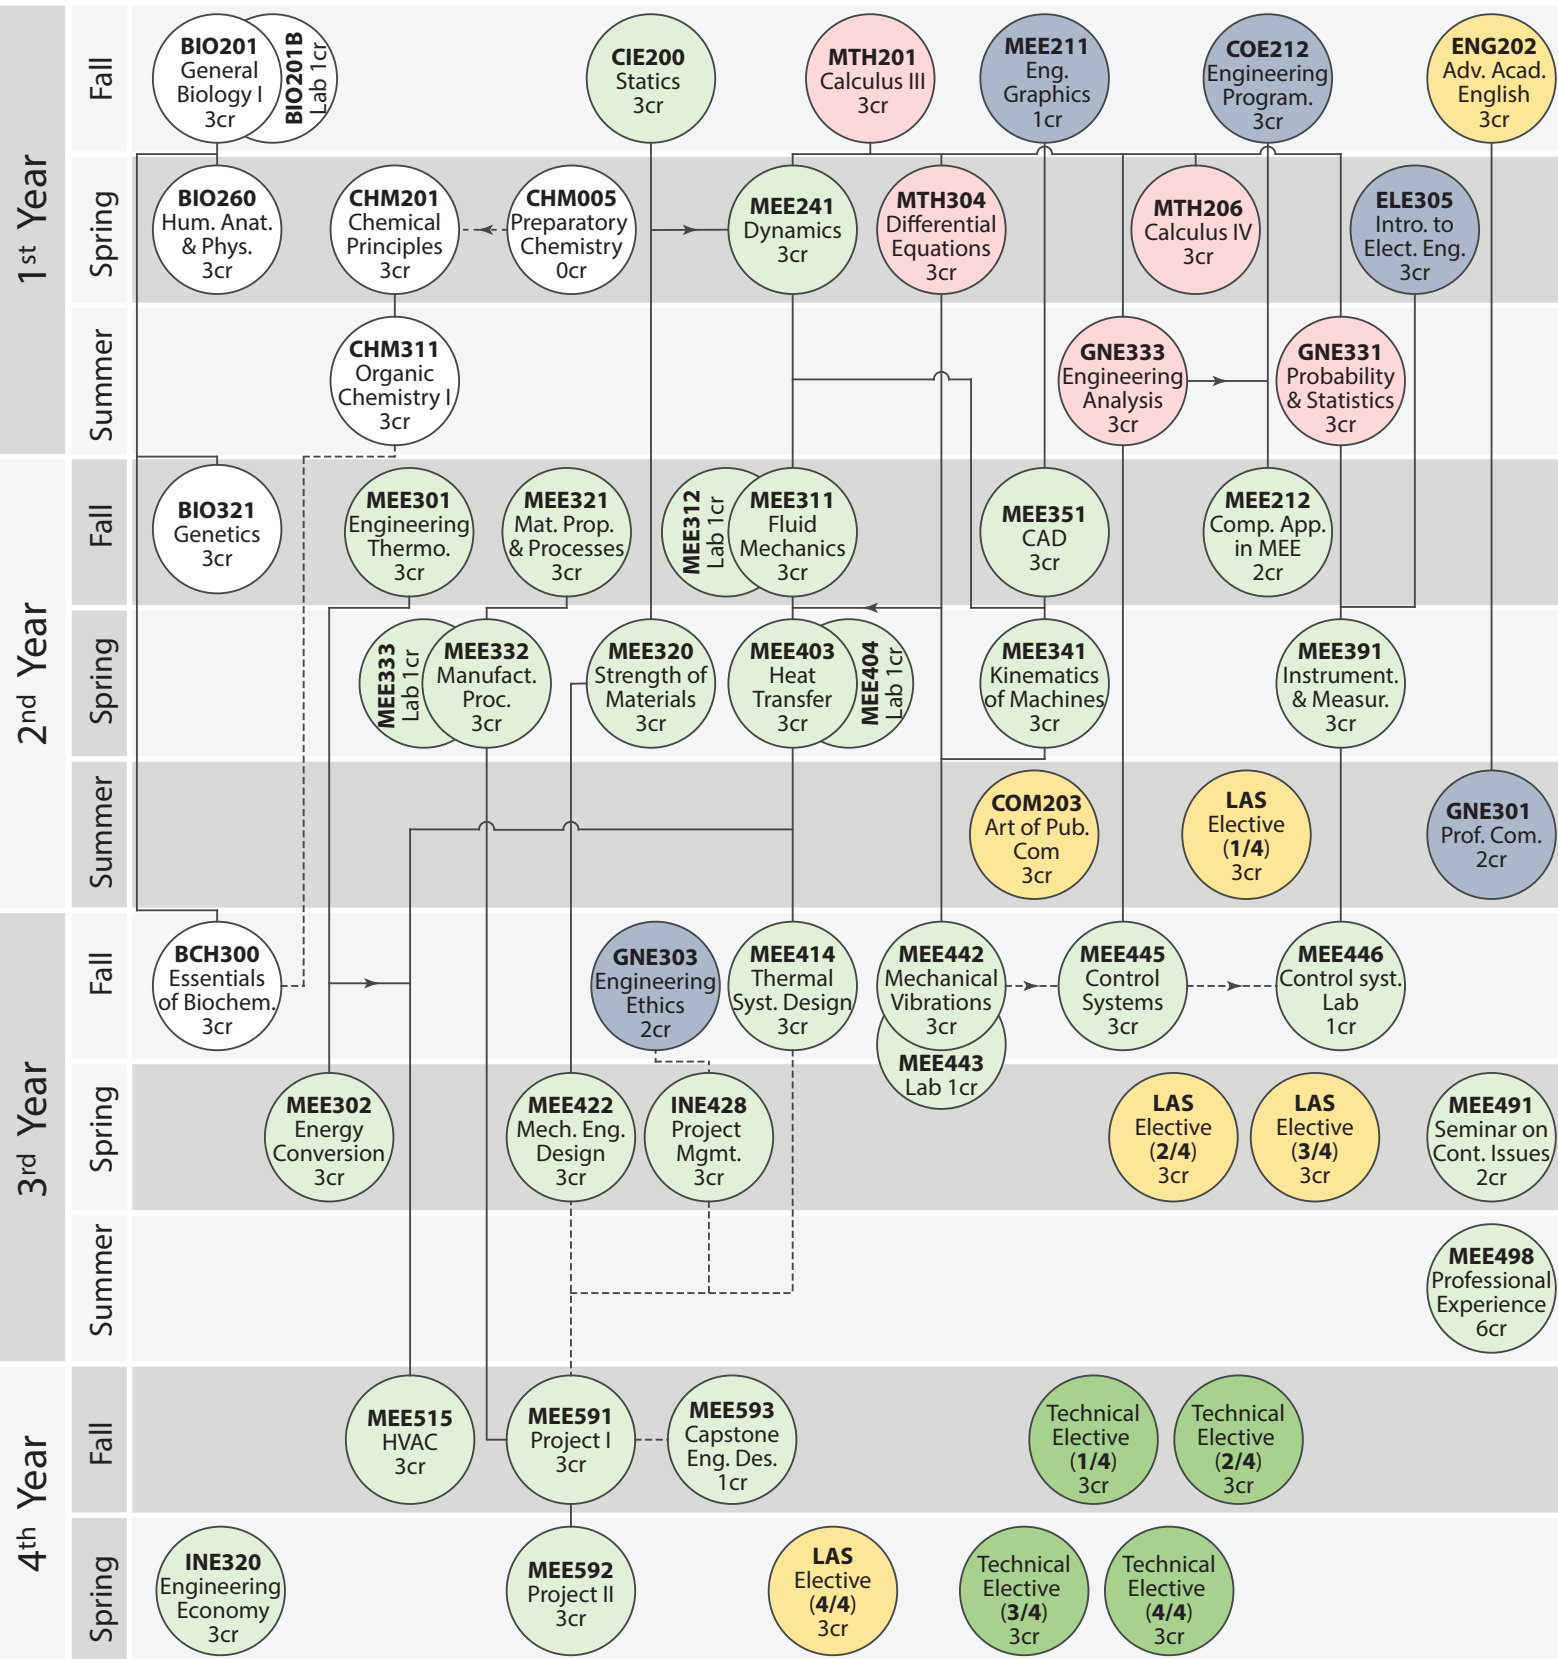 1st Year
Fall
BIO201
General
Biology I
3cr
BIO201B
Lab 1cr
CIE200
Statics
3cr
MTH201
Calculus III
3cr
MEE211
Eng.
Graphics
1cr
COE212
Engineering
Program.
3cr
ENG202
Adv. Acad.
English
3cr
Spring
BIO260
Hum. Anat.
& Phys.
3cr
CHM201
Chemical
Principles
3cr
CHM005
Preparatory
Chemistry
0cr
MEE241
Dynamics
3cr
MTH304
Differential
Equations
3cr
MTH206
Calculus IV
3cr
ELE305
Intro. to
Elect. Eng.
3cr
Summer
CHM311
Organic
Chemistry I
3cr
GNE333
Engineering
Analysis
3cr
GNE331
Probability
& Statistics
3cr
2nd Year
Fall
BIO321
Genetics
3cr
MEE301
Engineering
Thermo.
3cr
MEE321
Mat. Prop.
& Processes
3cr
MEE312
Lab 1cr
MEE311
Fluid
Mechanics
3cr
MEE351
CAD
3cr
MEE212
Comp. App.
in MEE
2cr
Spring
MEE333
Lab 1cr
MEE332
Manufact.
Proc.
3cr
MEE320
Strength of
Materials
3cr
MEE403
Heat
Transfer
3cr
MEE404
Lab 1cr
MEE341
Kinematics
of Machines
3cr
MEE391
Instrument.
& Measur.
3cr
Summer
COM203
Art of Pub.
Com
3cr
LAS
Elective
(1/4)
3cr
GNE301
Prof. Com.
2cr
3rd Year
Fall
BCH300
Essentials
of Biochem.
3cr
GNE303
Engineering
Ethics
2cr
MEE414
Thermal
Syst. Design
3cr
MEE442
Mechanical
Vibrations
3cr
MEE443
Lab 1cr
MEE445
Control
Systems
3cr
MEE446
Control syst.
Lab
1cr
Spring
MEE302
Energy
Conversion
3cr
MEE422
Mech. Eng.
Design
3cr
INE428
Project
Mgmt.
3cr
LAS
Elective
(2/4)
3cr
LAS
Elective
(3/4)
3cr
MEE491
Seminar on
Cont. Issues
2cr
Summer
MEE498
Professional
Experience
6cr
4th Year
Fall
MEE515
HVAC
3cr
MEE591
Project I
3cr
MEE593
Capstone
Eng. Des.
1cr
Technical
Elective
(1/4)
3cr
Technical
Elective
(2/4)
3cr
Spring
INE320
Engineering
Economy
3cr
MEE592
Project II
3cr
LAS
Elective
(4/4)
3cr
Technical
Elective
(3/4)
3cr
Technical
Elective
(4/4)
3cr